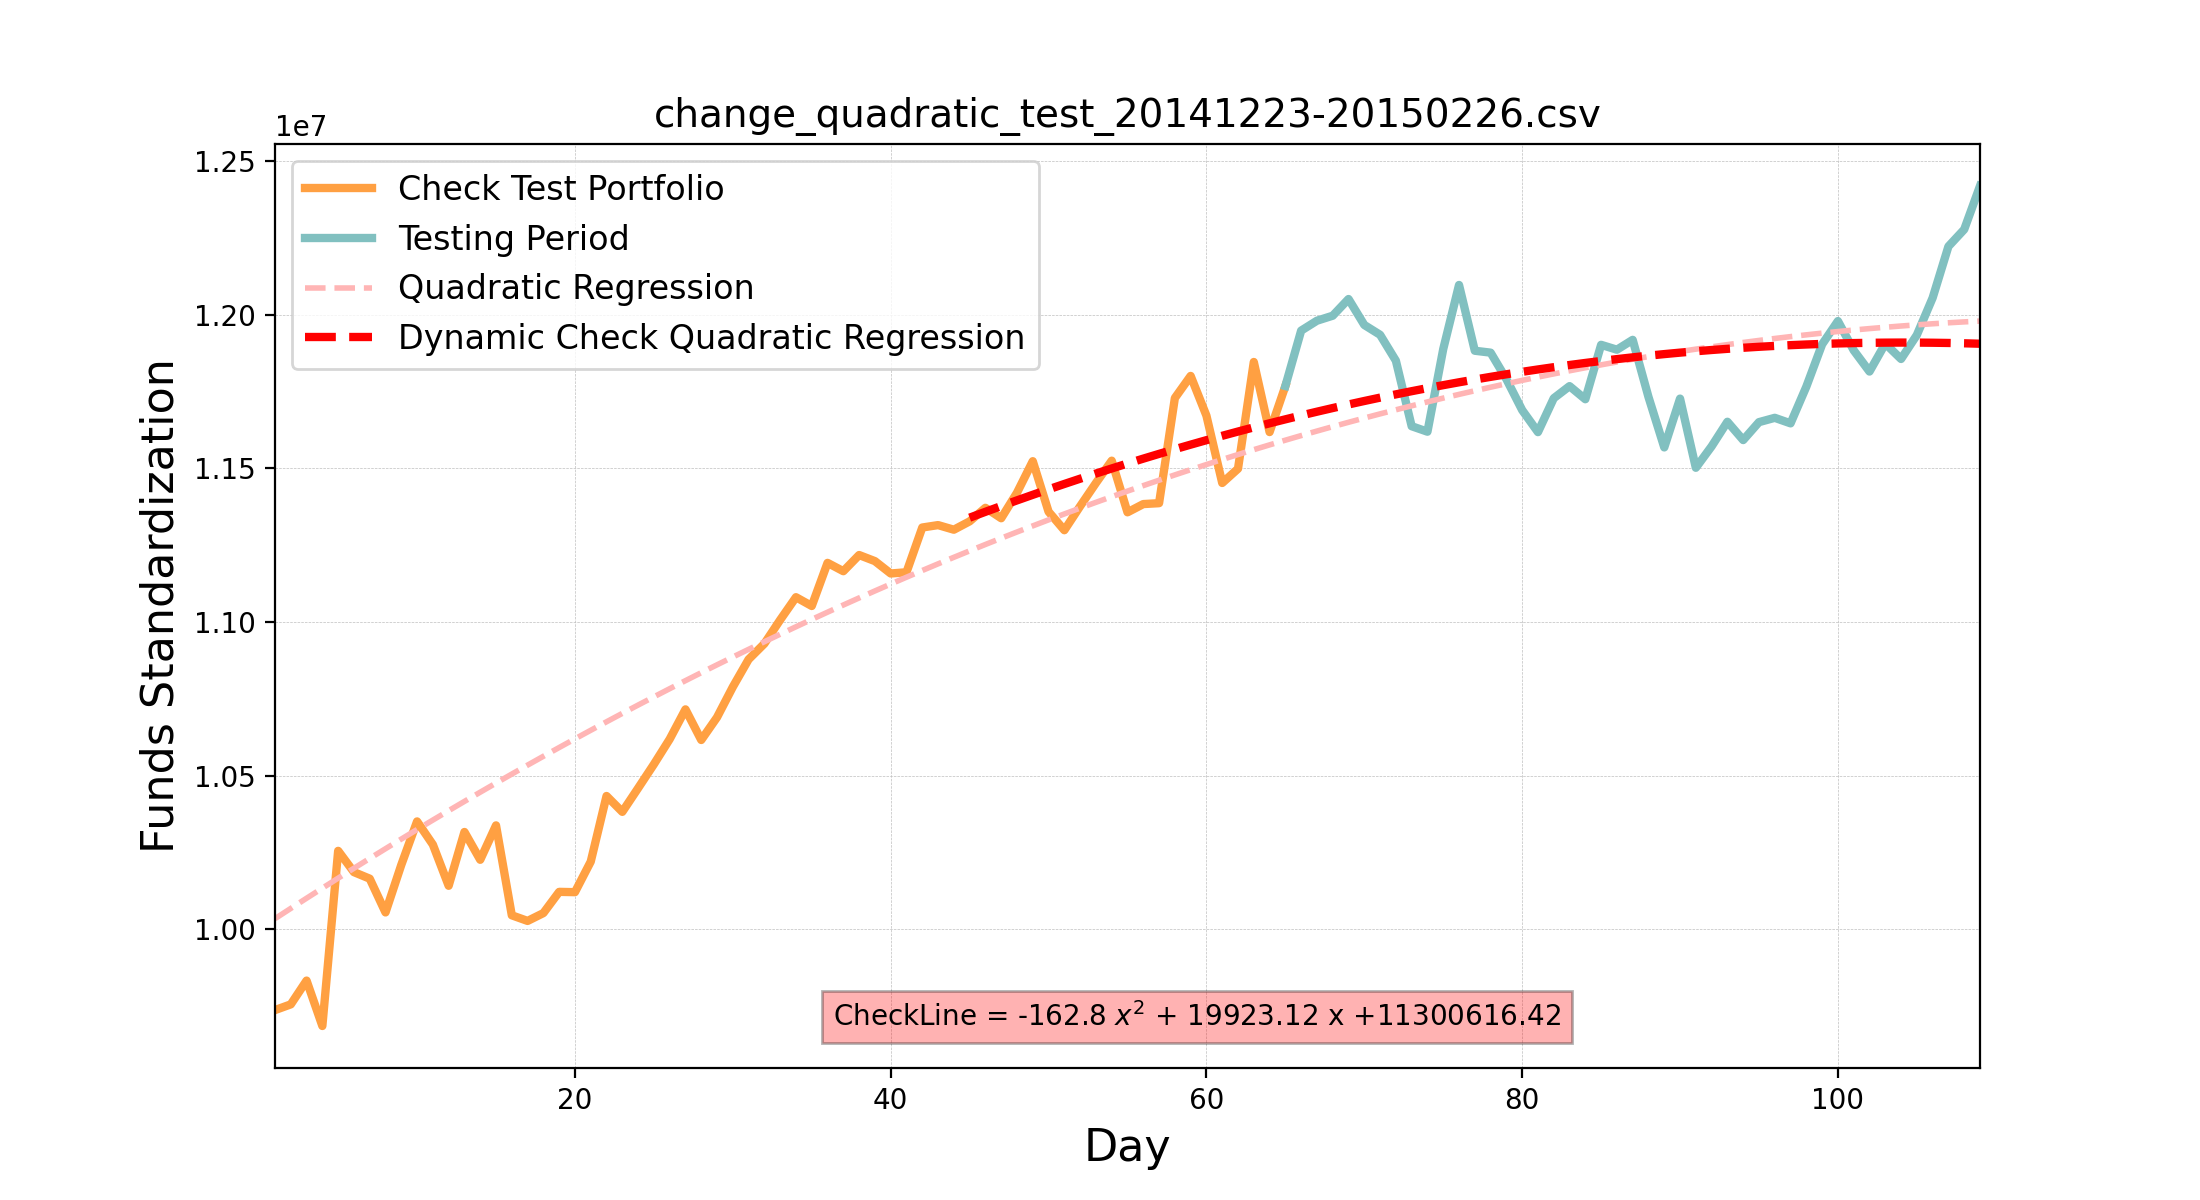 change_quadratic_test_20141223-20150226.csv
1e7
1.25
1.20
1.15
1.10
1.05
1.00
Funds Standardization
Check Test Portfolio
Testing Period
Quadratic Regression
Dynamic Check Quadratic Regression
CheckLine = -162.8 x² + 19923.12 x +11300616.42
20
40
60
80
100
Day